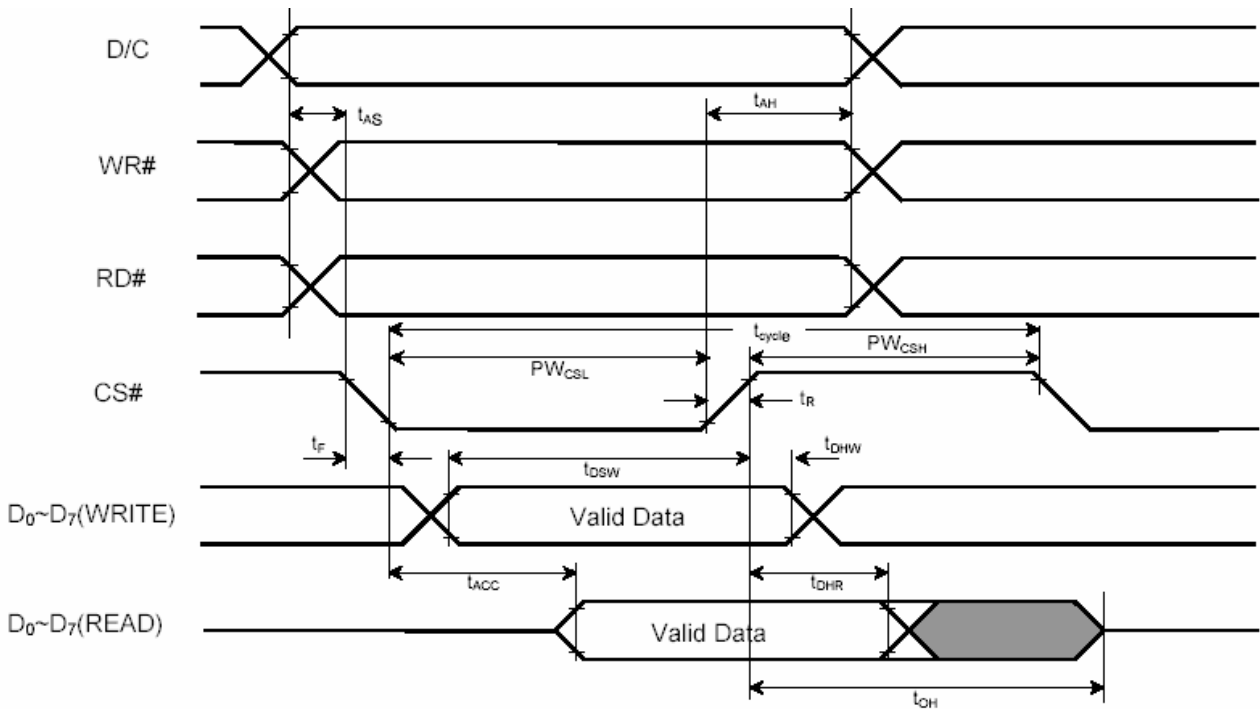 D/C
tAH
tAS
WR#
RD#
tcycle
PWCSH
PWCSL
CS#
tR
tF
tDHW
tDSW
D0~D7(WRITE)
Valid Data
tACC
tDHR
D0~D7(READ)
Valid Data
tOH